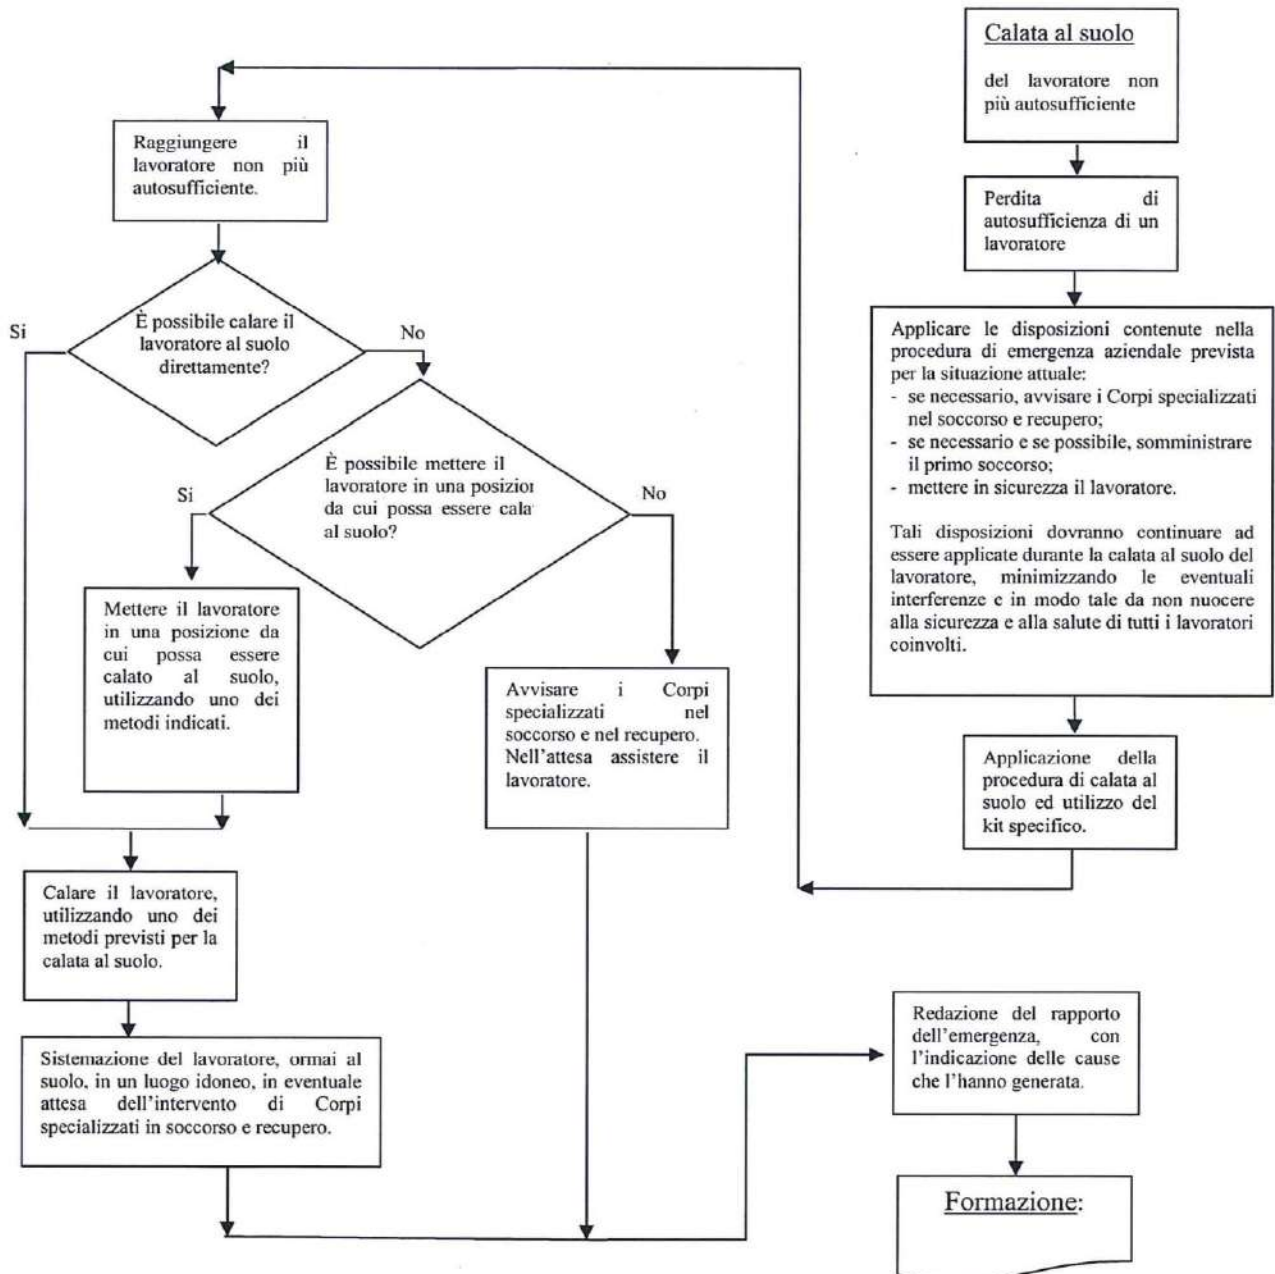 Calata al suolo
del lavoratore non
più autosufficiente
Perdita di
autosufficienza di un
lavoratore
Applicare le disposizioni contenute nella
procedura di emergenza aziendale prevista
per la situazione attuale:
- se necessario, avvisare i Corpi specializzati
nel soccorso e recupero;
- se necessario e se possibile, somministrare
il primo soccorso;
- mettere in sicurezza il lavoratore.
Tali disposizioni dovranno continuare ad
essere applicate durante la calata al suolo del
lavoratore, minimizzando le eventuali
interferenze e in modo tale da non nuocere
alla sicurezza e alla salute di tutti i lavoratori
coinvolti.
Applicazione della
procedura di calata al
suolo ed utilizzo del
kit specifico.
Raggiungere il
lavoratore non più
autosufficiente.
È possibile calare il
lavoratore al suolo
direttamente?
Si
No
È possibile mettere il
lavoratore in una posizion
da cui possa essere cala
al suolo?
Si
No
Mettere il lavoratore
in una posizione da
cui possa essere
calato al suolo,
utilizzando uno dei
metodi indicati.
Avvisare i Corpi
specializzati nel
soccorso e nel recupero.
Nell'attesa assistere il
lavoratore.
Calare il lavoratore,
utilizzando uno dei
metodi previsti per la
calata al suolo.
Sistemazione del lavoratore, ormai al
suolo, in un luogo idoneo, in eventuale
attesa dell'intervento di Corpi
specializzati in soccorso e recupero.
Redazione del rapporto
dell'emergenza, con
l'indicazione delle cause
che l'hanno generata.
Formazione: